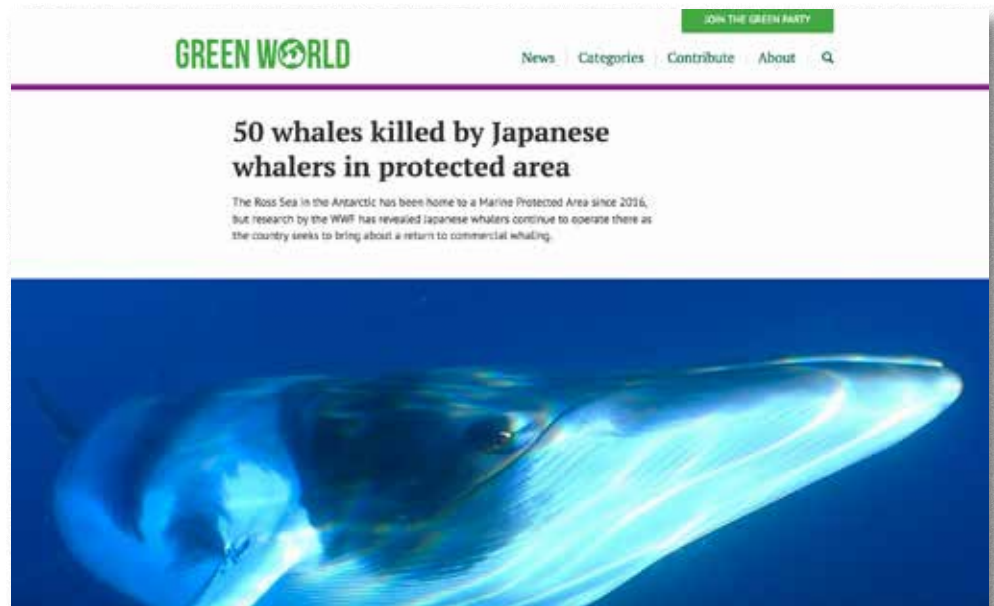 JOIN THE GREEN PARTY
GREEN WORLD
News Categories Contribute About
50 whales killed by Japanese
whalers in protected area
The Ross Sea in the Antarctic has been home to a Marine Protected Area since 2016,
but research by the WWF has revealed Japanese whalers continue to operate there as
the country seeks to bring about a return to commercial whaling.